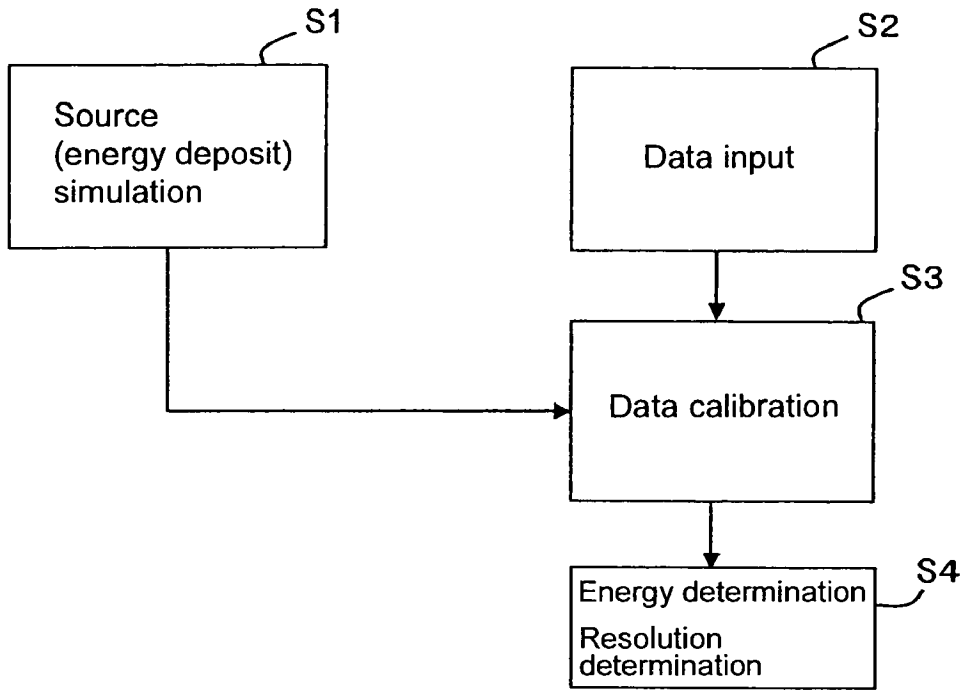 S1
Source
(energy deposit)
simulation
S2
Data input
S3
Data calibration
S4
Energy determination
Resolution
determination